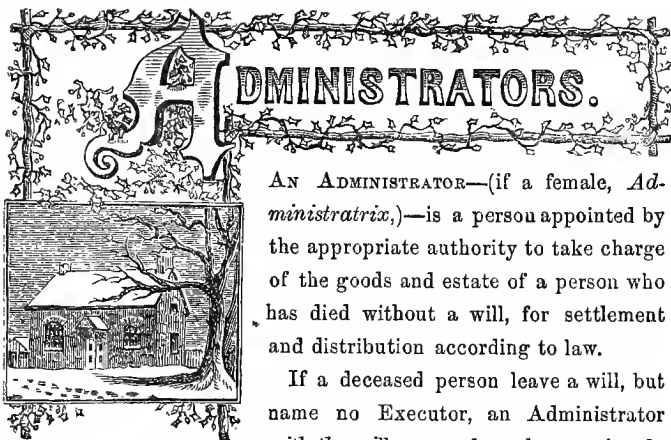 ADMINISTRATORS.
AN ADMINISTRATOR—(if a female, Ad-
ministratrix,)—is a person appointed by
the appropriate authority to take charge
of the goods and estate of a person who
has died without a will, for settlement
and distribution according to law.
If a deceased person leave a will, but
name no Executor, an Administrator